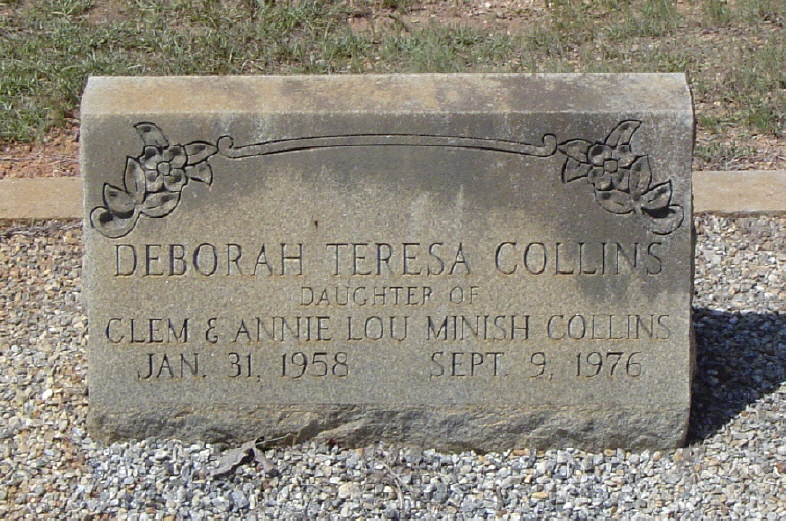 DEBORAH TERESA COLLINS
DAUGHTER OF
CLEM & ANNIE LOU MINISH COLLINS
JAN. 31, 1958 SEPT. 9, 1976